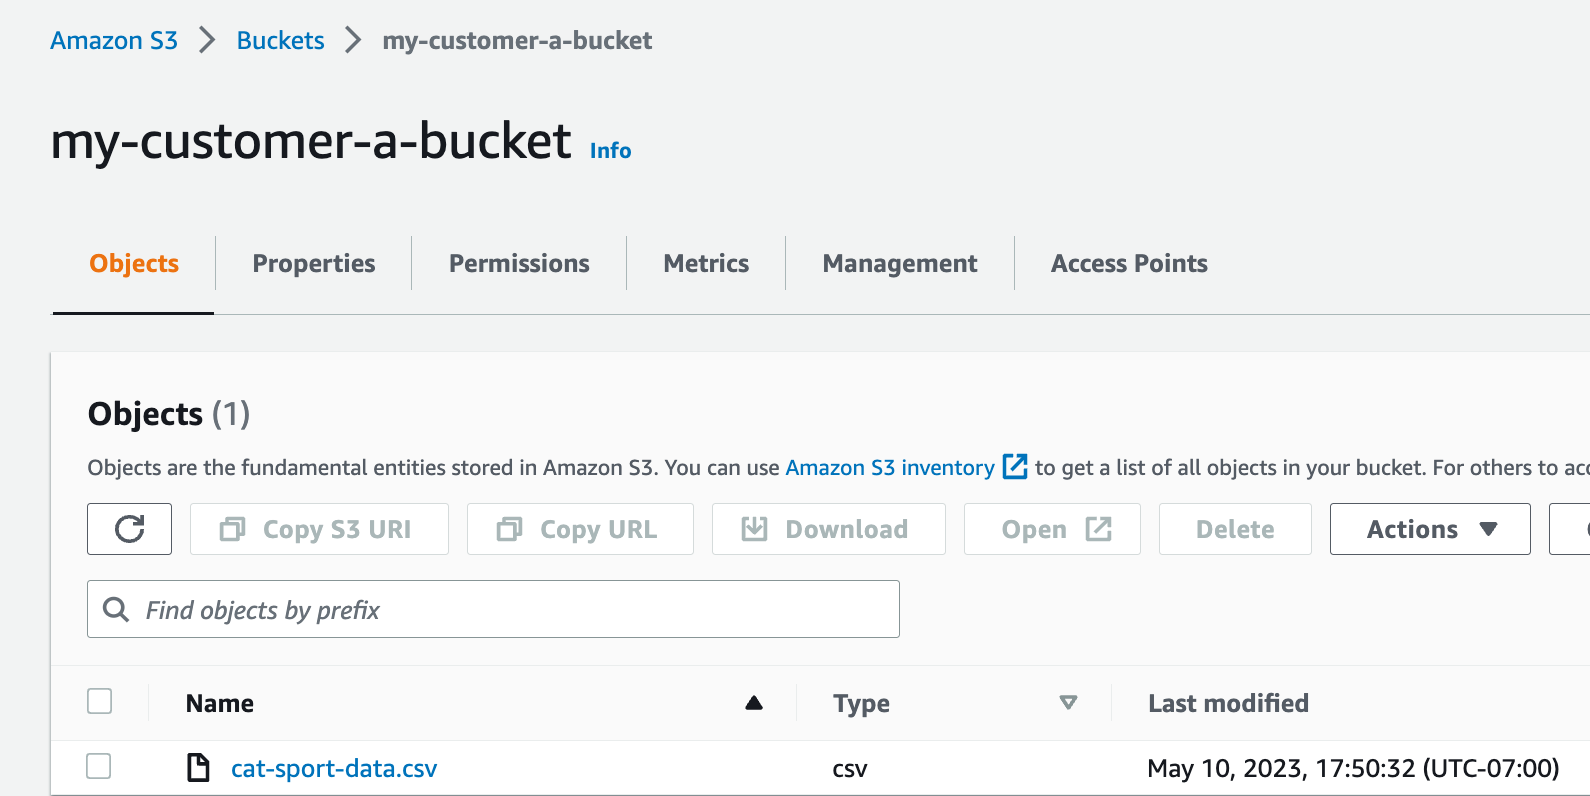 Amazon S3 > Buckets > my-customer-a-bucket
my-customer-a-bucket Info
Objects Properties Permissions Metrics Management Access Points
Objects (1)
Objects are the fundamental entities stored in Amazon S3. You can use Amazon S3 inventory to get a list of all objects in your bucket. For others to
Copy S3 URI Copy URL Download Open Delete Actions
Find objects by prefix
Name Type Last modified
cat-sport-data.csv csv May 10, 2023, 17:50:32 (UTC-07:00)